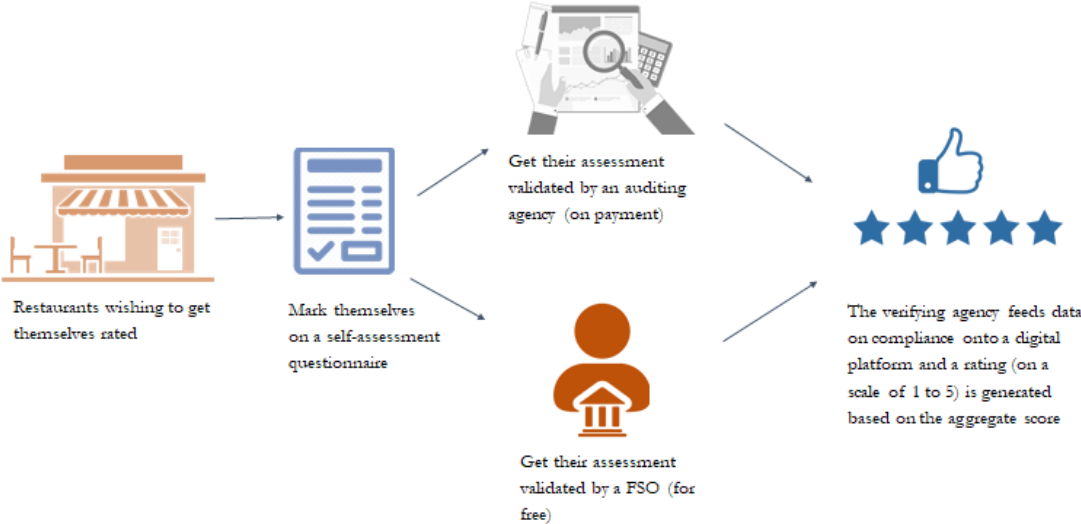 Restaurants wishing to get
themselves rated
Mark themselves
on a self-assessment
questionnaire
Get their assessment
validated by an auditing
agency (on payment)
Get their assessment
validated by a FSO (for
free)
The verifying agency feeds data
on compliance onto a digital
platform and a rating (on a
scale of 1 to 5) is generated
based on the aggregate score